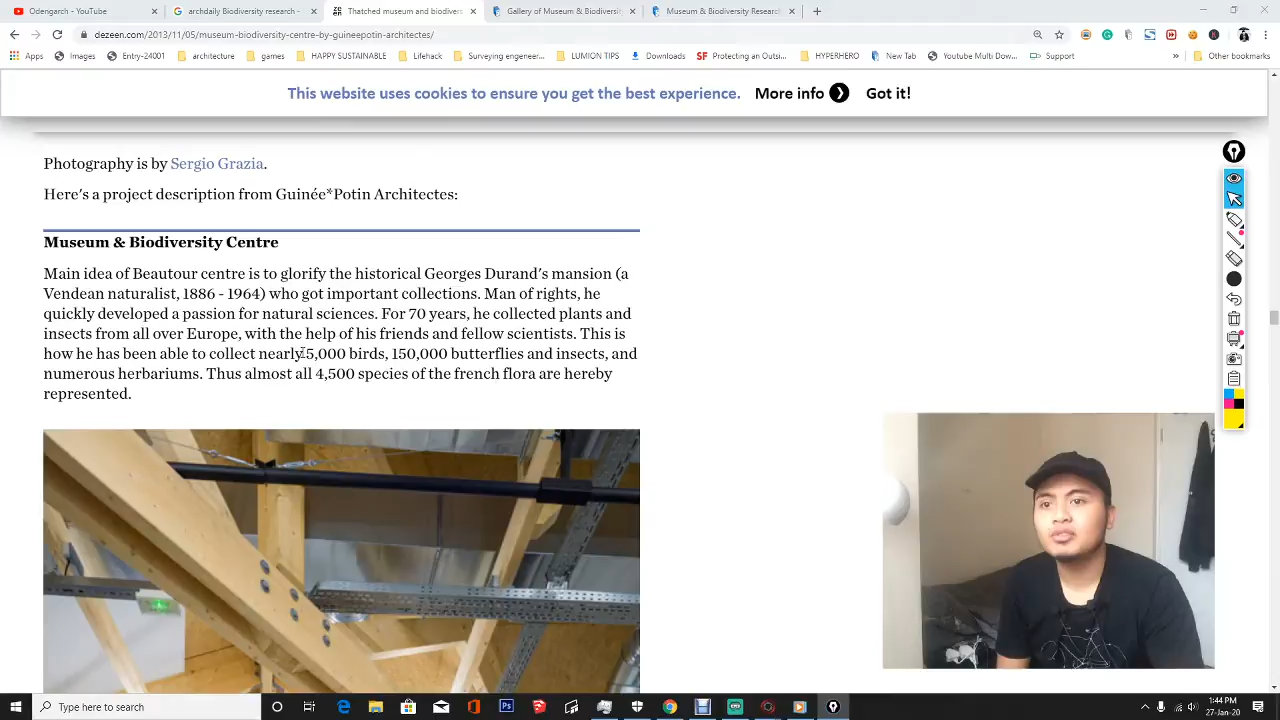 Odengarch - YouTube
archdaily Biodiversity research -
Thatched museum and biodivers
Gallery of Museum & Biodiversity
Museum & Biodiversity Research
dezeen.com/2013/11/05/museum-biodiversity-centre-by-guineepotin-architectes/
Apps Images Entry-24001 architecture games HAPPY SUSTAINABLE Lifehack Surveying engineer... LUMION TIPS Downloads SF Protecting an Outsi... HYPERHERO New Tab Youtube Multi Dow... Support » Other bookmarks
This website uses cookies to ensure you get the best experience. More info Got it!
Photography is by Sergio Grazia.
Here's a project description from Guinée*Potin Architectes:
Museum & Biodiversity Centre
Main idea of Beautour centre is to glorify the historical Georges Durand's mansion (a
Vendean naturalist, 1886 - 1964) who got important collections. Man of rights, he
quickly developed a passion for natural sciences. For 70 years, he collected plants and
insects from all over Europe, with the help of his friends and fellow scientists. This is
how he has been able to collect nearly 5,000 birds, 150,000 butterflies and insects, and
numerous herbariums. Thus almost all 4,500 species of the french flora are hereby
represented.
Type here to search
1:44 PM
27-Jan-20